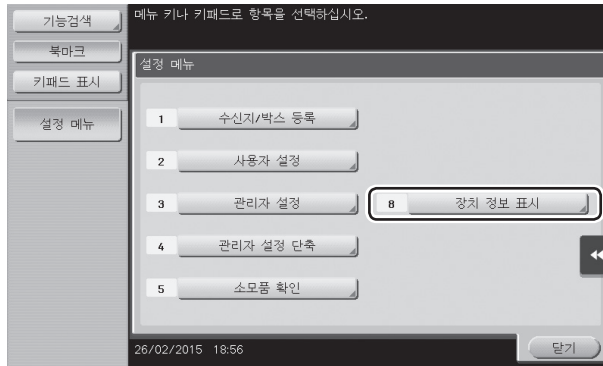 기능검색
북마크
키패드 표시
설정 메뉴
메뉴 키나 키패드로 항목을 선택하십시오.
설정 메뉴
1 수신지/박스 등록
2 사용자 설정
3 관리자 설정
8 장치 정보 표시
4 관리자 설정 단축
5 소모품 확인
26/02/2015 18:56
닫기